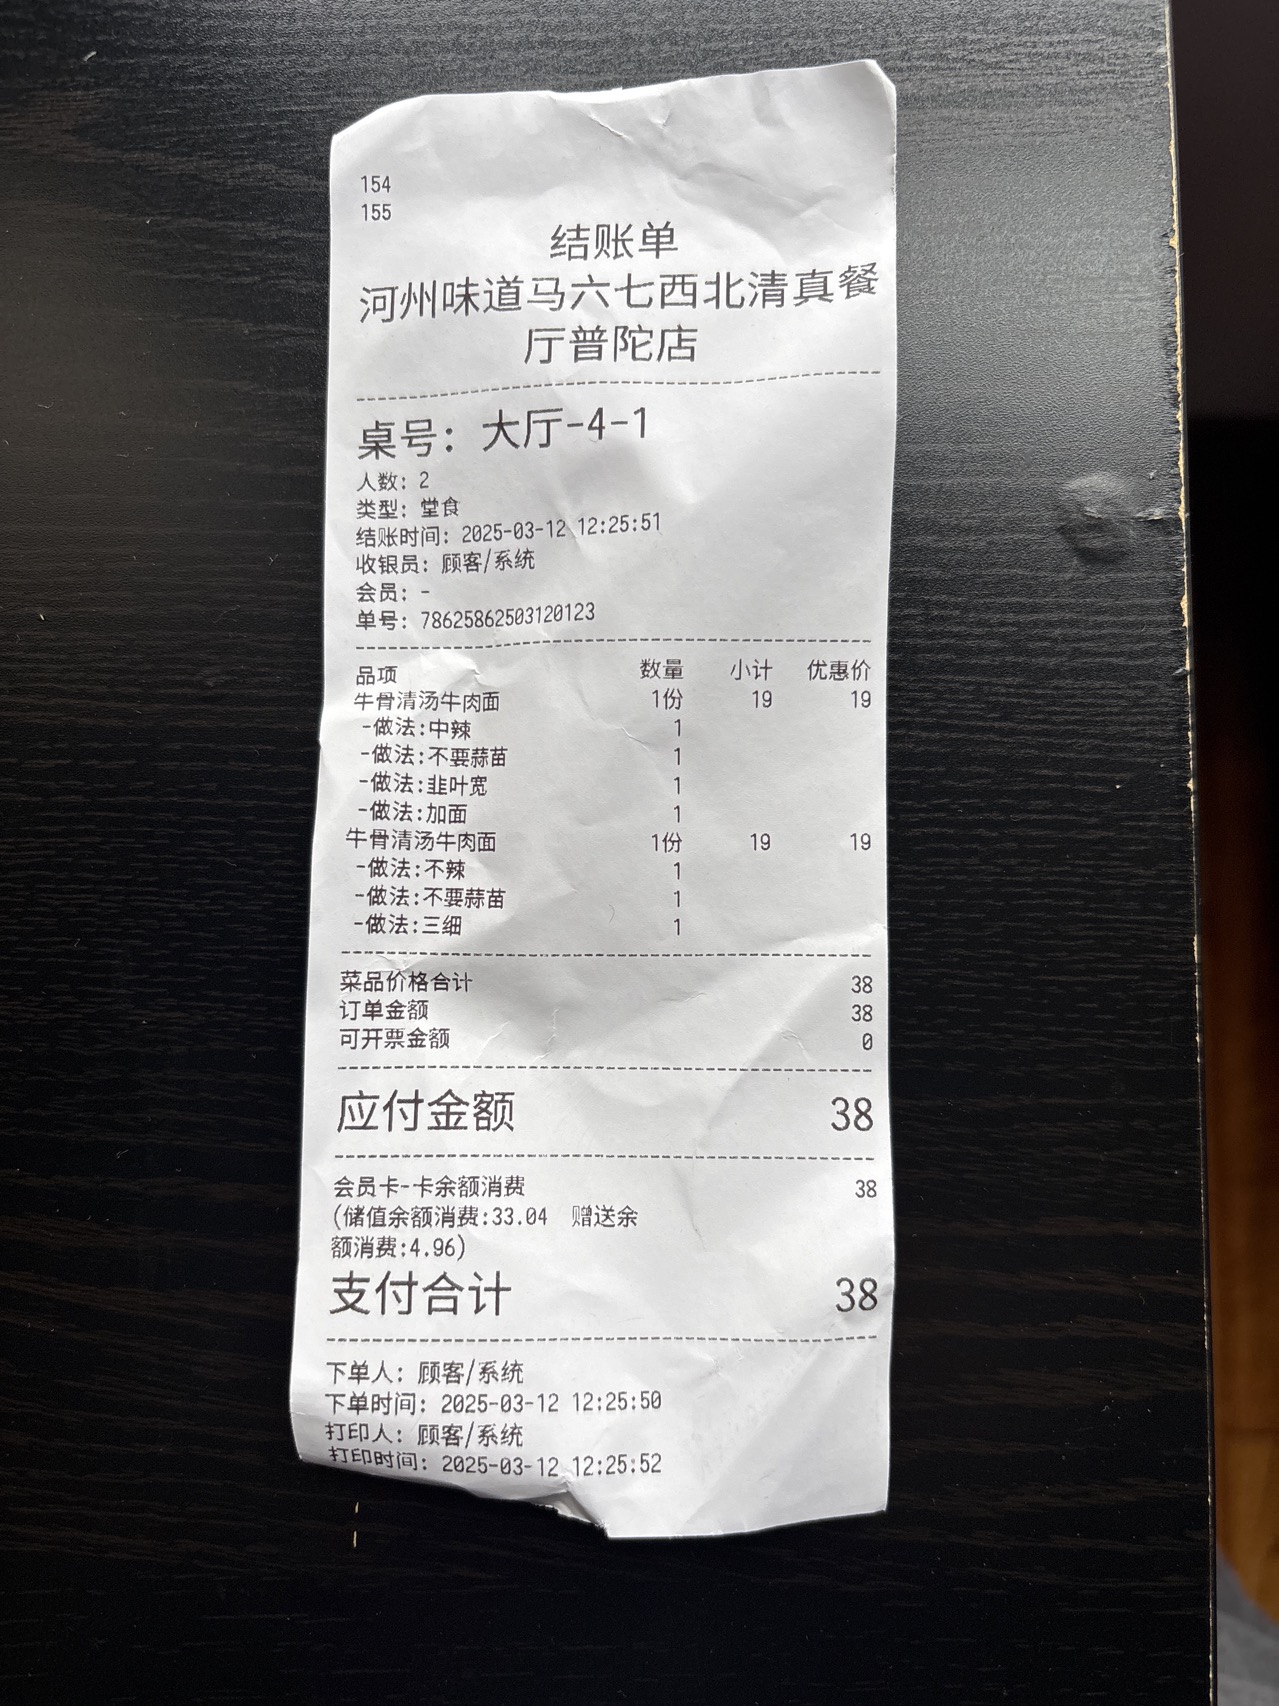 154
155
结账单
河州味道马六七西北清真餐
厅普陀店
桌号：大厅-4-1
人数：2
类型：堂食
结账时间：2025-03-12 12:25:51
收银员：顾客/系统
会员：-
单号：78625862503120123
品项 数量 小计 优惠价
牛骨清汤牛肉面 1份 19 19
-做法:中辣 1
-做法:不要蒜苗 1
-做法:韭叶宽 1
-做法:加面 1
牛骨清汤牛肉面 1份 19 19
-做法:不辣 1
-做法:不要蒜苗 1
-做法:三细 1
菜品价格合计 38
订单金额 38
可开票金额 0
应付金额 38
会员卡-卡余额消费 38
(储值余额消费:33.04 赠送余
额消费:4.96)
支付合计 38
下单人：顾客/系统
下单时间：2025-03-12 12:25:50
打印人：顾客/系统
打印时间：2025-03-12 12:25:52